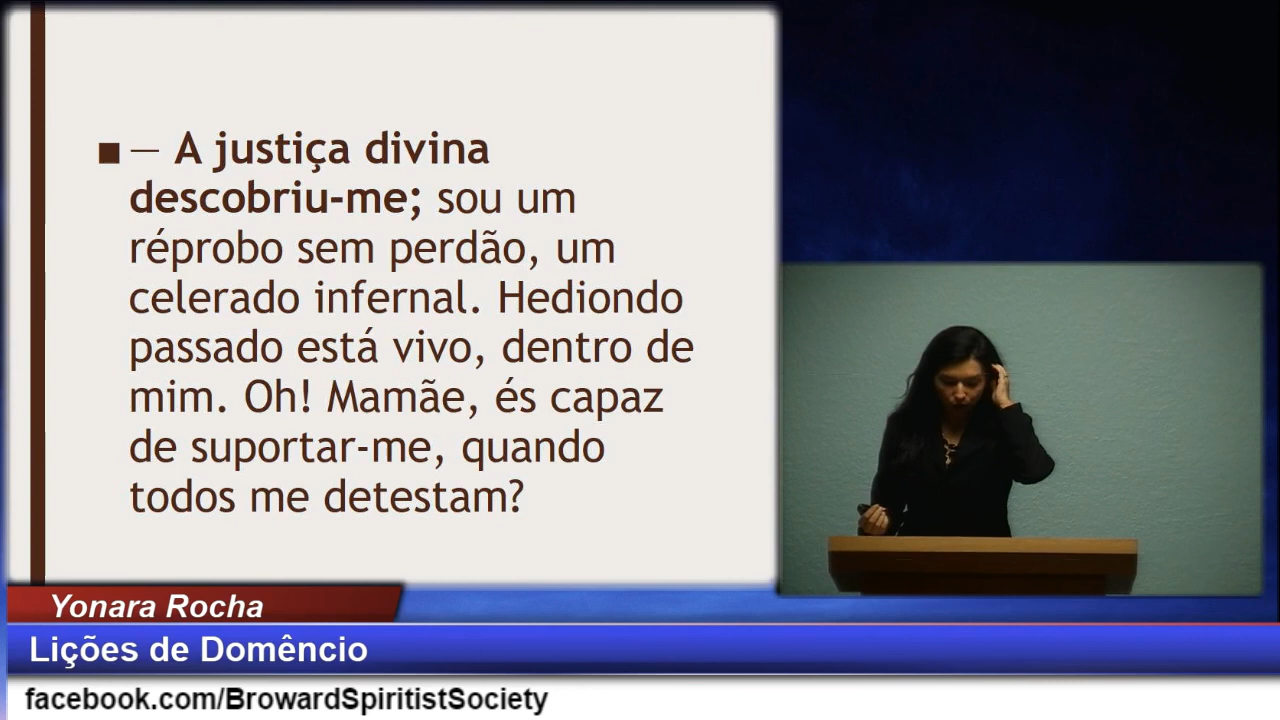 — A justiça divina
descobriu-me; sou um
réprobo sem perdão, um
celerado infernal. Hediondo
passado está vivo, dentro de
mim. Oh! Mamãe, és capaz
de suportar-me, quando
todos me detestam?
Yonara Rocha
Lições de Domêncio
facebook.com/BrowardSpiritistSociety